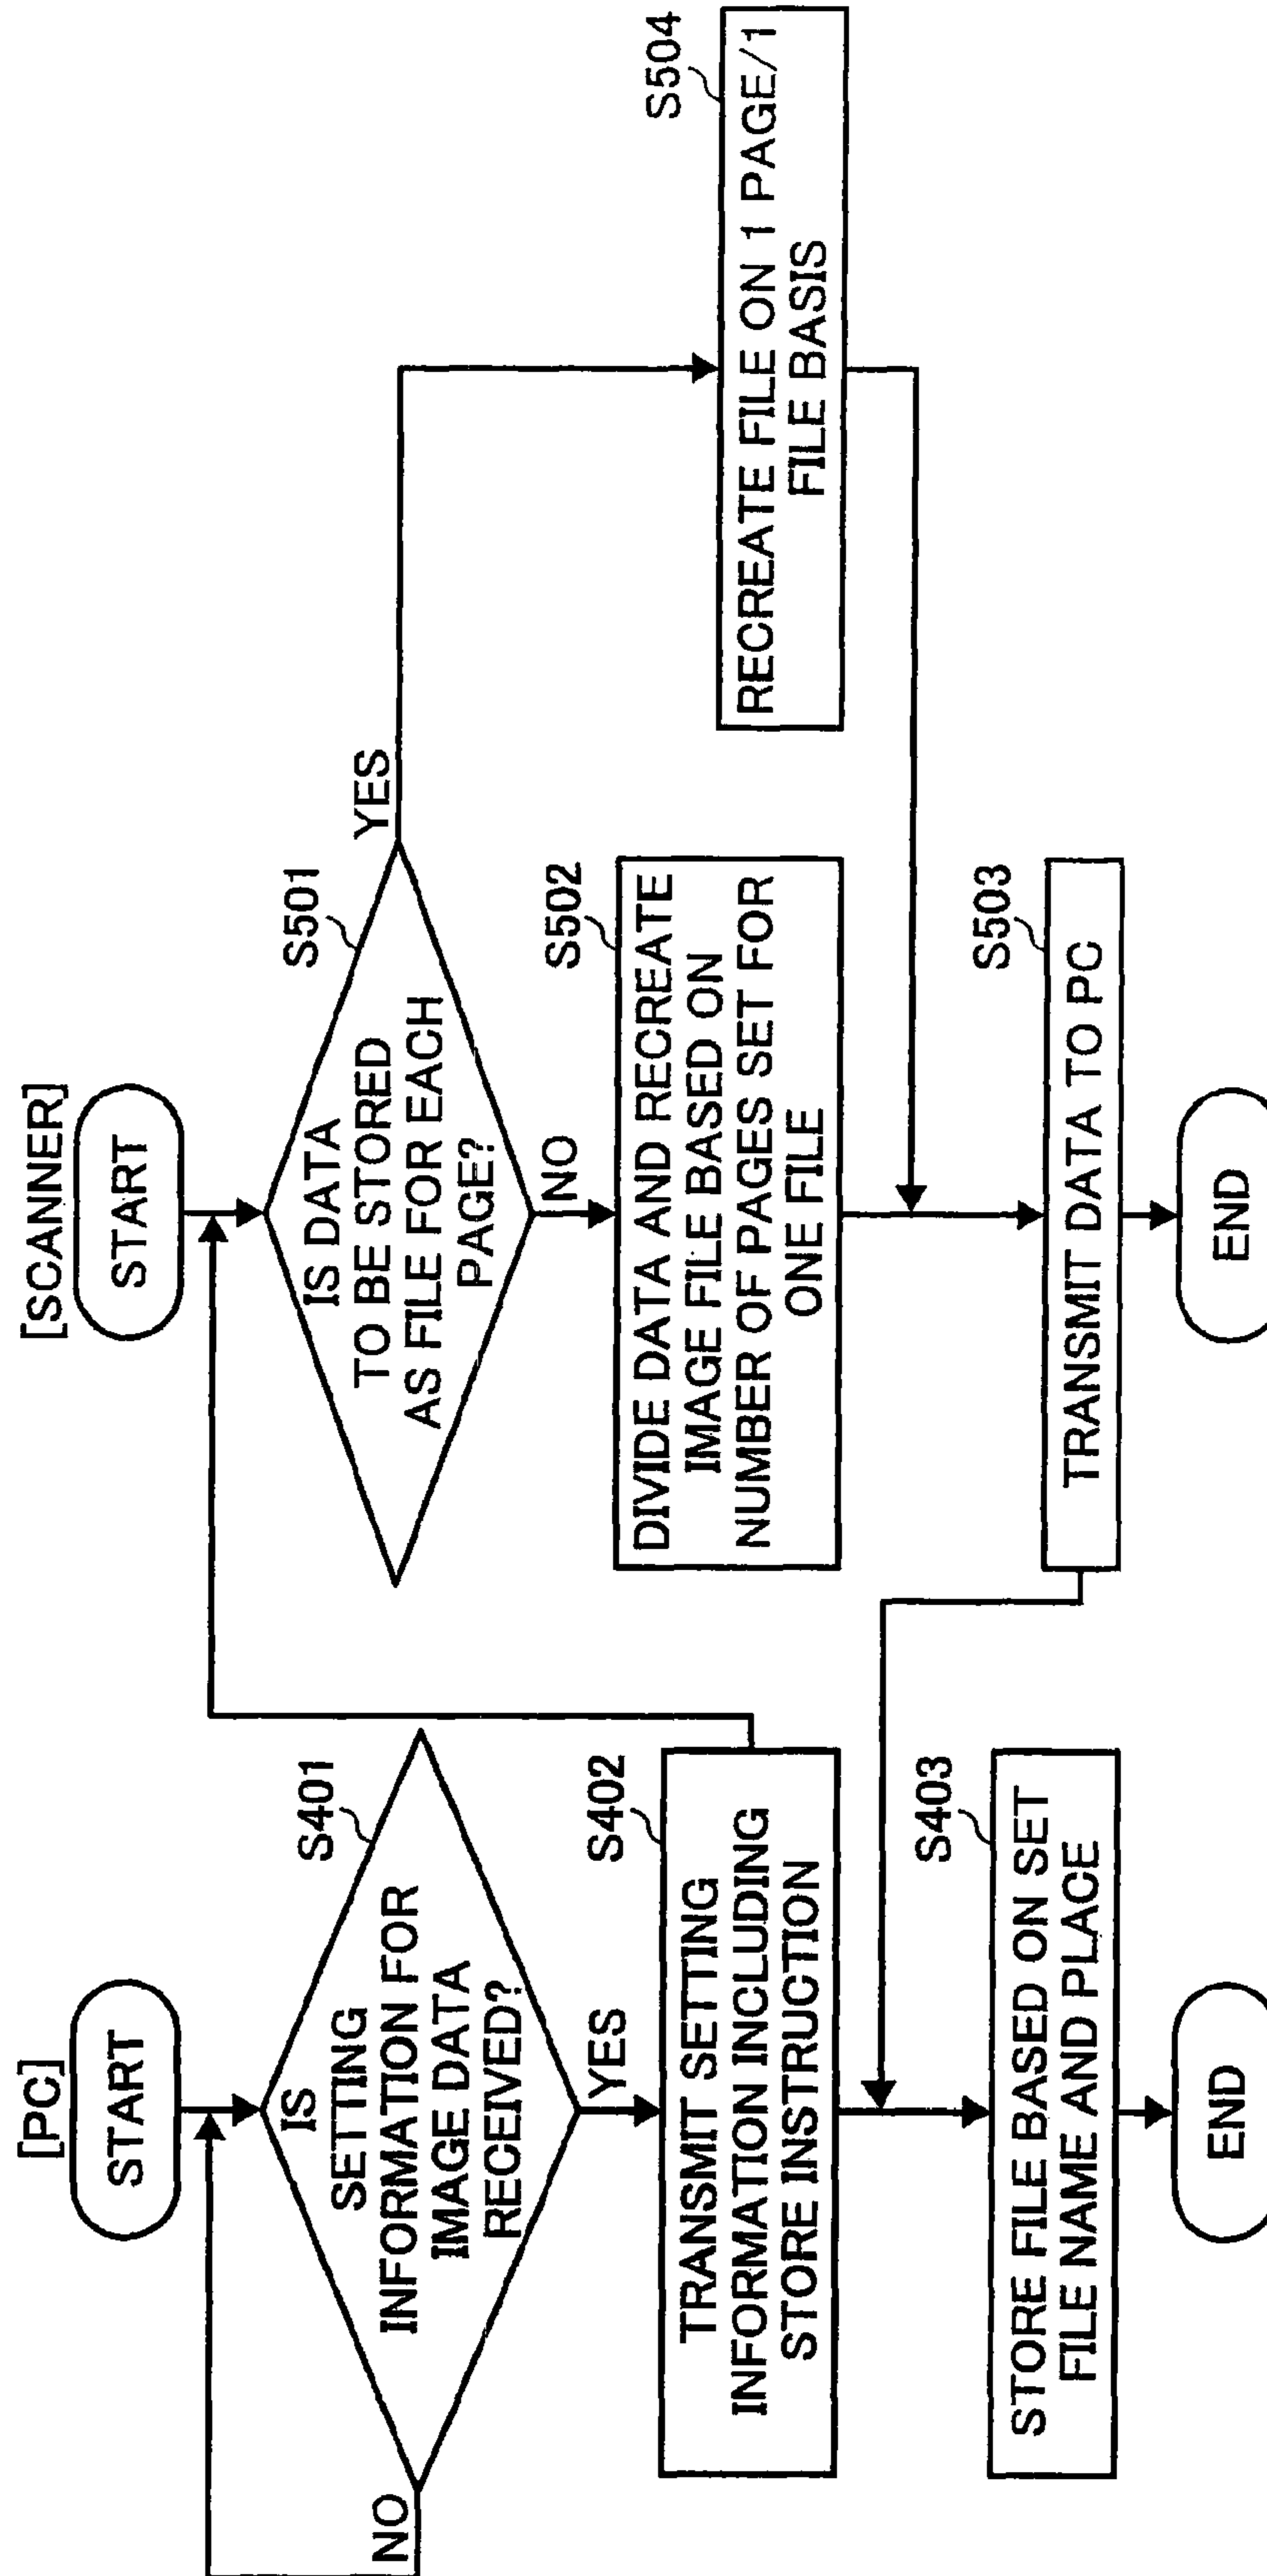 [PC]
START
S401
IS
SETTING
INFORMATION FOR
IMAGE DATA
RECEIVED?
NO
YES
S402
TRANSMIT SETTING
INFORMATION INCLUDING
STORE INSTRUCTION
S403
STORE FILE BASED ON SET
FILE NAME AND PLACE
END
[SCANNER]
START
S501
IS DATA
TO BE STORED
AS FILE FOR EACH
PAGE?
YES
NO
S502
DIVIDE DATA AND RECREATE
IMAGE FILE BASED ON
NUMBER OF PAGES SET FOR
ONE FILE
S504
RECREATE FILE ON 1 PAGE/1
FILE BASIS
S503
TRANSMIT DATA TO PC
END